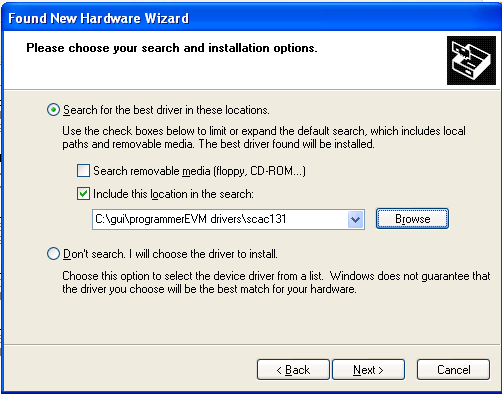 Found New Hardware Wizard
Please choose your search and installation options.
Search for the best driver in these locations.
Use the check boxes below to limit or expand the default search, which includes local
paths and removable media. The best driver found will be installed.
Search removable media (floppy, CD-ROM...)
Include this location in the search:
C:\gui\programmerEVM drivers\scac131
Browse
Don't search. I will choose the driver to install.
Choose this option to select the device driver from a list. Windows does not guarantee that
the driver you choose will be the best match for your hardware.
< Back
Next >
Cancel